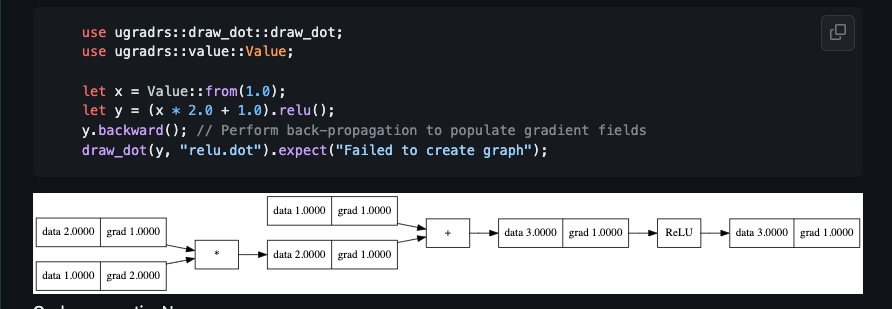 use ugradrs::draw_dot::draw_dot;
use ugradrs::value::Value;
let x = Value::from(1.0);
let y = (x * 2.0 + 1.0).relu();
y.backward(); // Perform back-propagation to populate gradient fields
draw_dot(y, "relu.dot").expect("Failed to create graph");
data 2.0000 grad 1.0000
data 1.0000 grad 2.0000
*
data 1.0000 grad 1.0000
data 2.0000 grad 1.0000
+
data 3.0000 grad 1.0000
ReLU
data 3.0000 grad 1.0000